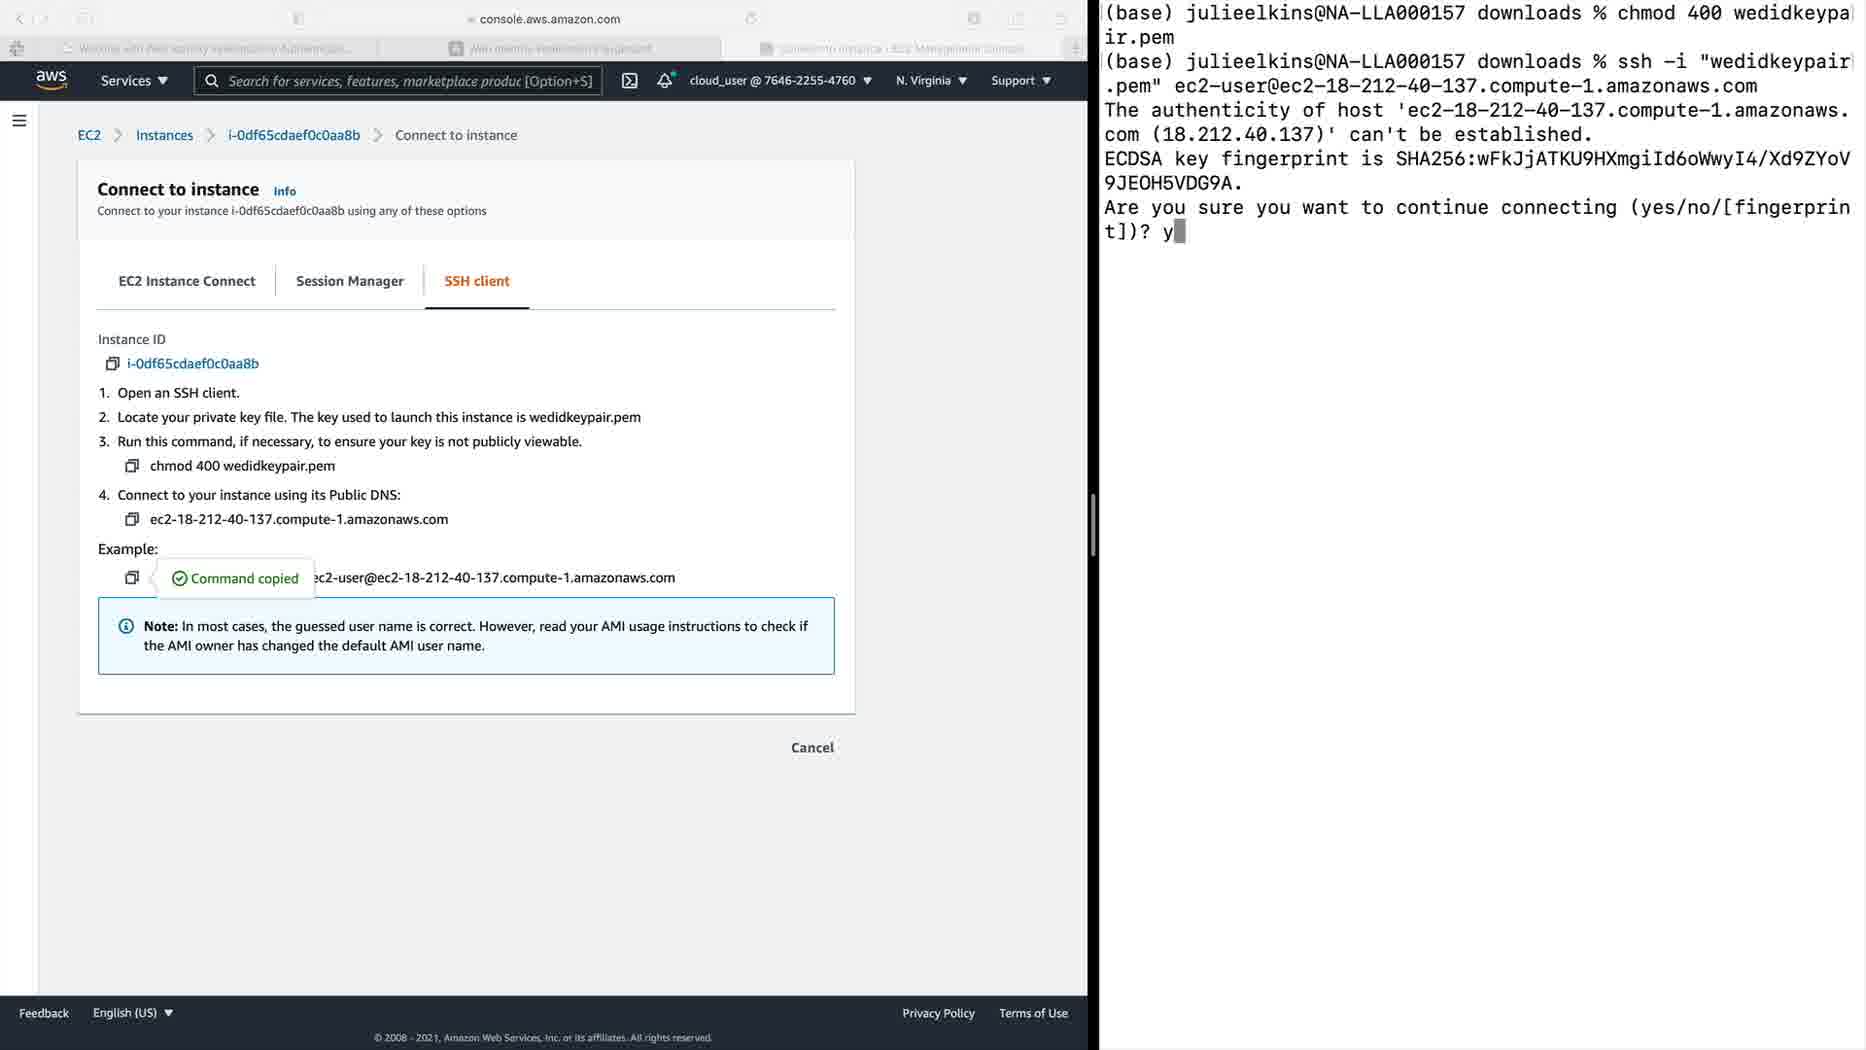 console.aws.amazon.com
aws
Services
Search for services, features, marketplace produc [Option+S]
cloud_user @ 7646-2255-4760
N. Virginia
Support
EC2
Instances
i-0df65cdaef0c0aa8b
Connect to instance
Connect to instance Info
Connect to your instance i-0df65cdaef0c0aa8b using any of these options
EC2 Instance Connect
Session Manager
SSH client
Instance ID
i-0df65cdaef0c0aa8b
1. Open an SSH client.
2. Locate your private key file. The key used to launch this instance is wedidkeypair.pem
3. Run this command, if necessary, to ensure your key is not publicly viewable.
chmod 400 wedidkeypair.pem
4. Connect to your instance using its Public DNS:
ec2-18-212-40-137.compute-1.amazonaws.com
Example:
Command copied
ec2-user@ec2-18-212-40-137.compute-1.amazonaws.com
Note: In most cases, the guessed user name is correct. However, read your AMI usage instructions to check if
the AMI owner has changed the default AMI user name.
Cancel
Feedback
English (US)
Privacy Policy
Terms of Use
© 2008 - 2021, Amazon Web Services, Inc. or its affiliates. All rights reserved.
(base) julieelkins@NA-LLA000157 downloads % chmod 400 wedidkeypa
ir.pem
(base) julieelkins@NA-LLA000157 downloads % ssh -i "wedidkeypair
.pem" ec2-user@ec2-18-212-40-137.compute-1.amazonaws.com
The authenticity of host 'ec2-18-212-40-137.compute-1.amazonaws.
com (18.212.40.137)' can't be established.
ECDSA key fingerprint is SHA256:wFkJjATKU9HXmgiId6oWwyI4/Xd9ZYoV
9JEOH5VDG9A.
Are you sure you want to continue connecting (yes/no/[fingerprin
t])? y